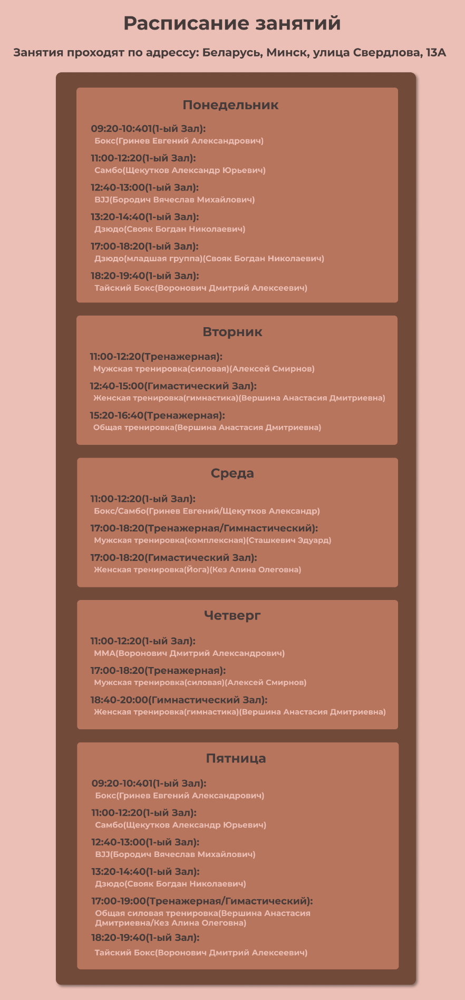 Расписание занятий
Занятия проходят по адрессу: Беларусь, Минск, улица Свердлова, 13А
Понедельник
09:20-10:401(1-ый Зал):
Бокс(Гринев Евгений Александрович)
11:00-12:20(1-ый Зал):
Самбо(Щекутков Александр Юрьевич)
12:40-13:00(1-ый Зал):
BJJ(Бородич Вячеслав Михайлович)
13:20-14:40(1-ый Зал):
Дзюдо(Свояк Богдан Николаевич)
17:00-18:20(1-ый Зал):
Дзюдо(младшая группа)(Свояк Богдан Николаевич)
18:20-19:40(1-ый Зал):
Тайский Бокс(Воронович Дмитрий Алексеевич)
Вторник
11:00-12:20(Тренажерная):
Мужская тренировка(силовая)(Алексей Смирнов)
12:40-15:00(Гимастический Зал):
Женская тренировка(гимнастика)(Вершина Анастасия Дмитриевна)
15:20-16:40(Тренажерная):
Общая тренировка(Вершина Анастасия Дмитриевна)
Среда
11:00-12:20(1-ый Зал):
Бокс/Самбо(Гринев Евгений/Щекутков Александр)
17:00-18:20(Тренажерная/Гимнастический):
Мужская тренировка(комплексная)(Сташкевич Эдуард)
17:00-18:20(Гимастический Зал):
Женская тренировка(Йога)(Кез Алина Олеговна)
Четверг
11:00-12:20(1-ый Зал):
ММА(Воронович Дмитрий Александрович)
17:00-18:20(Тренажерная):
Мужская тренировка(силовая)(Алексей Смирнов)
18:40-20:00(Гимнастический Зал):
Женская тренировка(гимнастика)(Вершина Анастасия Дмитриевна)
Пятница
09:20-10:401(1-ый Зал):
Бокс(Гринев Евгений Александрович)
11:00-12:20(1-ый Зал):
Самбо(Щекутков Александр Юрьевич)
12:40-13:00(1-ый Зал):
BJJ(Бородич Вячеслав Михайлович)
13:20-14:40(1-ый Зал):
Дзюдо(Свояк Богдан Николаевич)
17:00-19:00(Тренажерная/Гимастический):
Общая силовая тренировка(Вершина Анастасия
Дмитриевна/Кез Алина Олеговна)
18:20-19:40(1-ый Зал):
Тайский Бокс(Воронович Дмитрий Алексеевич)